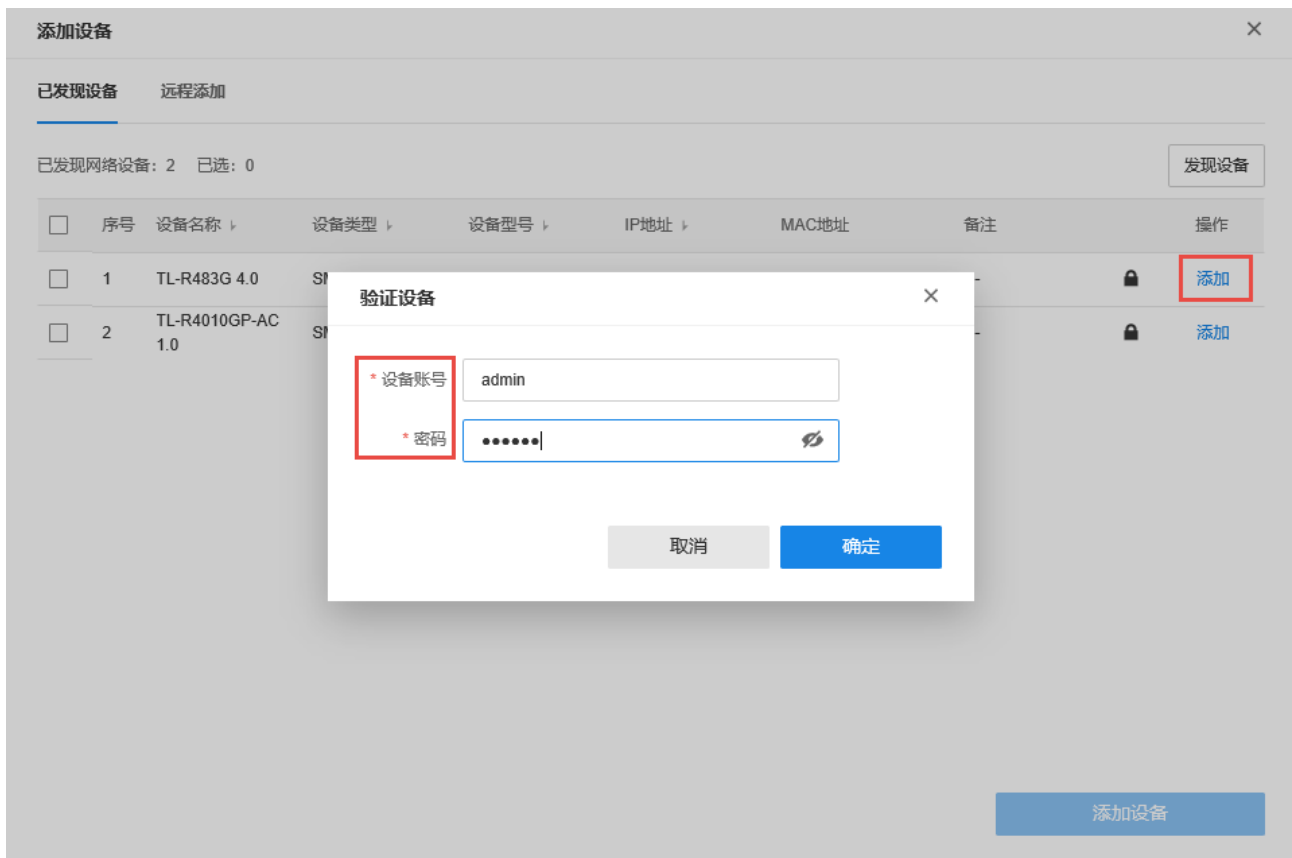 添加设备
已发现设备 远程添加
已发现网络设备: 2 已选: 0 发现设备
序号 设备名称 设备类型 设备型号 IP地址 MAC地址 备注 操作
1 TL-R483G 4.0 添加
2 TL-R4010GP-AC 1.0 添加
验证设备
* 设备账号 admin
* 密码 ••••••
取消 确定
添加设备